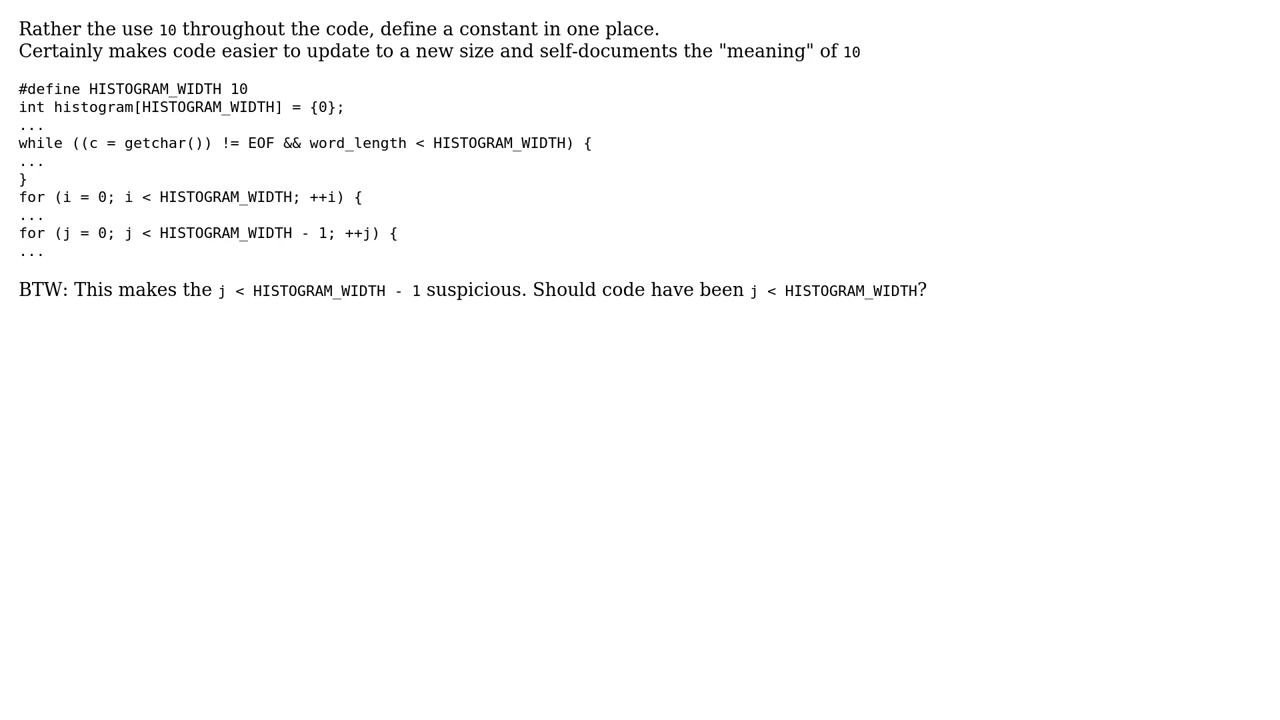 Rather the use 10 throughout the code, define a constant in one place.
Certainly makes code easier to update to a new size and self-documents the "meaning" of 10
#define HISTOGRAM_WIDTH 10
int histogram[HISTOGRAM_WIDTH] = {0};
...
while ((c = getchar()) != EOF && word_length < HISTOGRAM_WIDTH) {
...
}
for (i = 0; i < HISTOGRAM_WIDTH; ++i) {
...
for (j = 0; j < HISTOGRAM_WIDTH - 1; ++j) {
...
BTW: This makes the j < HISTOGRAM_WIDTH - 1 suspicious. Should code have been j < HISTOGRAM_WIDTH?